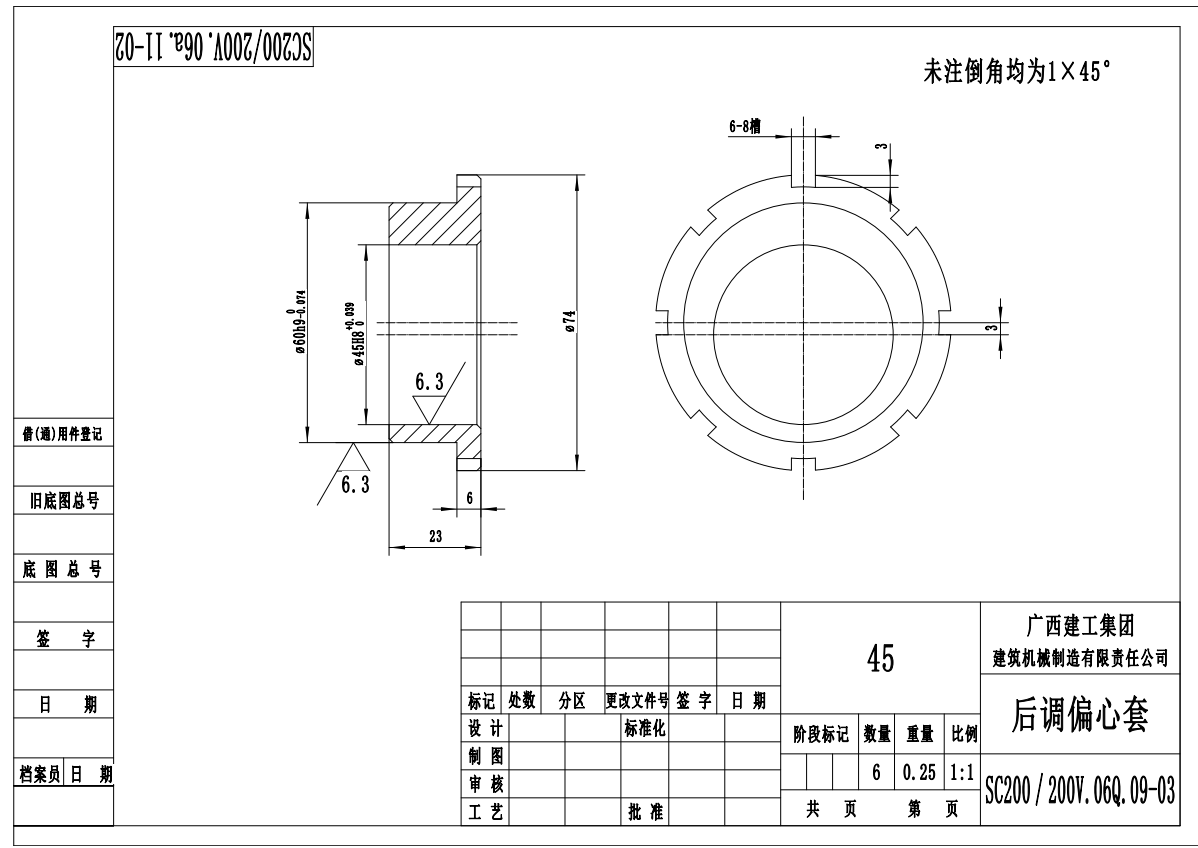 SC200/200V.06a.11-02
未注倒角均为1×45°
6-8槽
3
ø60h9 0 -0.074
ø45H8 +0.039 0
ø74
3
6.3
6.3
6
23
借(通)用件登记
旧底图总号
底 图 总 号
签 字
日 期
档案员 日 期
标记 处数 分区 更改文件号 签 字 日 期
设 计 标准化
制 图
审 核
工 艺 批 准
45
阶段标记 数量 重量 比例
6 0.25 1:1
共 页 第 页
广西建工集团
建筑机械制造有限责任公司
后调偏心套
SC200/200V.06Q.09-03